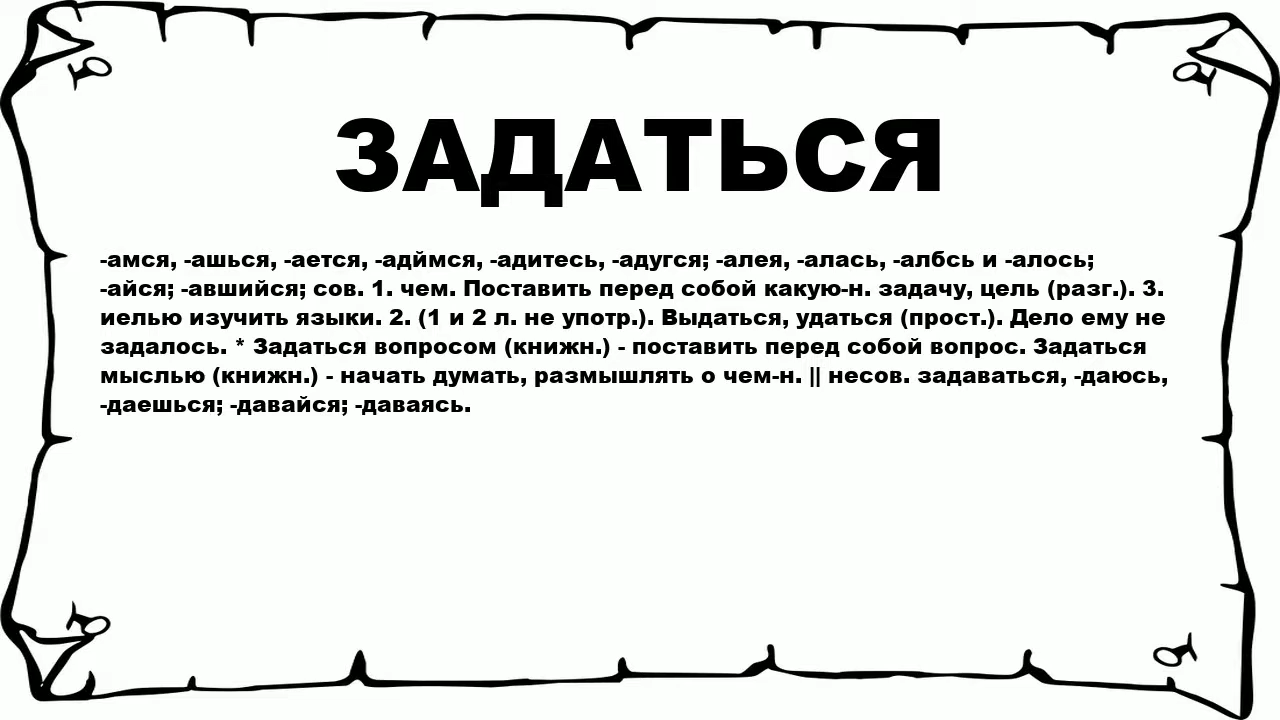 ЗАДАТЬСЯ
-амся, -ашься, -ается, -адймся, -адитесь, -адугся; -алея, -алась, -албсь и -алось;
-айся; -авшийся; сов. 1. чем. Поставить перед собой какую-н. задачу, цель (разг.). 3.
иелью изучить языки. 2. (1 и 2 л. не употр.). Выдаться, удаться (прост.). Дело ему не
задалось. * Задаться вопросом (книжн.) - поставить перед собой вопрос. Задаться
мыслью (книжн.) - начать думать, размышлять о чем-н. || несов. задаваться, -даюсь,
-даешься; -давайся; -даваясь.